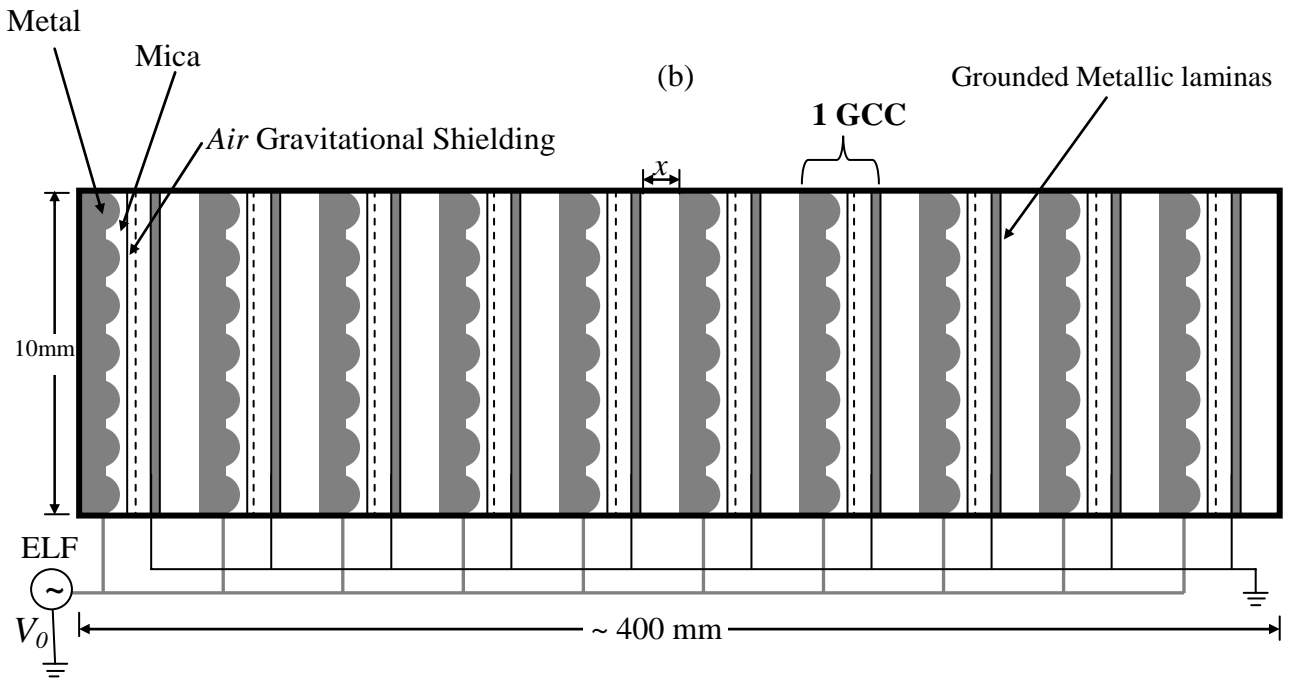 Metal
Mica
(b)
Grounded Metallic laminas
1 GCC
Air Gravitational Shielding
x
10mm
ELF
~
V0
~ 400 mm